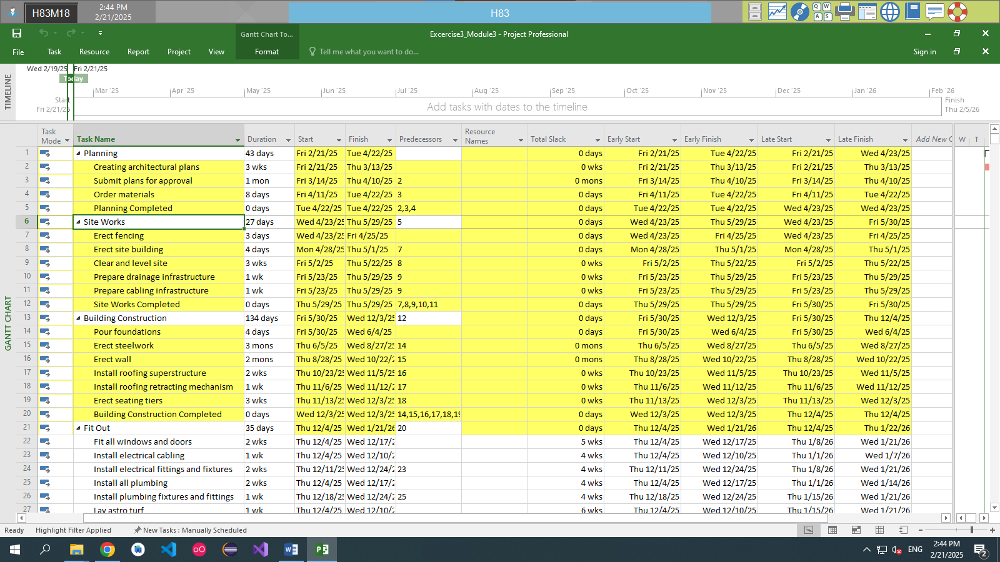 H83M18
2:44 PM
2/21/2025
H83
Q W
A S
Gantt Chart To...
Excercise3_Module3 - Project Professional
File Task Resource Report Project View Format Tell me what you want to do... Sign in
TIMELINE
Wed 2/19/25 Fri 2/21/25
Today
Mar '25 Apr '25 May '25 Jun '25 Jul '25 Aug '25 Sep '25 Oct '25 Nov '25 Dec '25 Jan '26 Feb '26
Start
Fri 2/21/25
Add tasks with dates to the timeline
Finish
Thu 2/5/26
GANTT CHART
Task Mode Task Name Duration Start Finish Predecessors Resource Names Total Slack Early Start Early Finish Late Start Late Finish Add New C W T
1 Planning 43 days Fri 2/21/25 Tue 4/22/25 0 days Fri 2/21/25 Tue 4/22/25 Fri 2/21/25 Wed 4/23/25
2 Creating architectural plans 3 wks Fri 2/21/25 Thu 3/13/25 0 wks Fri 2/21/25 Thu 3/13/25 Fri 2/21/25 Thu 3/13/25
3 Submit plans for approval 1 mon Fri 3/14/25 Thu 4/10/25 2 0 mons Fri 3/14/25 Thu 4/10/25 Fri 3/14/25 Thu 4/10/25
4 Order materials 8 days Fri 4/11/25 Tue 4/22/25 3 0 days Fri 4/11/25 Tue 4/22/25 Fri 4/11/25 Tue 4/22/25
5 Planning Completed 0 days Tue 4/22/25 Tue 4/22/25 2,3,4 0 days Tue 4/22/25 Tue 4/22/25 Wed 4/23/25 Wed 4/23/25
6 Site Works 27 days Wed 4/23/25 Thu 5/29/25 5 0 days Wed 4/23/25 Thu 5/29/25 Wed 4/23/25 Fri 5/30/25
7 Erect fencing 3 days Wed 4/23/25 Fri 4/25/25 0 days Wed 4/23/25 Fri 4/25/25 Wed 4/23/25 Fri 4/25/25
8 Erect site building 4 days Mon 4/28/25 Thu 5/1/25 7 0 days Mon 4/28/25 Thu 5/1/25 Mon 4/28/25 Thu 5/1/25
9 Clear and level site 3 wks Fri 5/2/25 Thu 5/22/25 8 0 wks Fri 5/2/25 Thu 5/22/25 Fri 5/2/25 Thu 5/22/25
10 Prepare drainage infrastructure 1 wk Fri 5/23/25 Thu 5/29/25 9 0 wks Fri 5/23/25 Thu 5/29/25 Fri 5/23/25 Thu 5/29/25
11 Prepare cabling infrastructure 1 wk Fri 5/23/25 Thu 5/29/25 9 0 wks Fri 5/23/25 Thu 5/29/25 Fri 5/23/25 Thu 5/29/25
12 Site Works Completed 0 days Thu 5/29/25 Thu 5/29/25 7,8,9,10,11 0 days Thu 5/29/25 Thu 5/29/25 Fri 5/30/25 Fri 5/30/25
13 Building Construction 134 days Fri 5/30/25 Wed 12/3/25 12 0 days Fri 5/30/25 Wed 12/3/25 Fri 5/30/25 Thu 12/4/25
14 Pour foundations 4 days Fri 5/30/25 Wed 6/4/25 0 days Fri 5/30/25 Wed 6/4/25 Fri 5/30/25 Wed 6/4/25
15 Erect steelwork 3 mons Thu 6/5/25 Wed 8/27/25 14 0 mons Thu 6/5/25 Wed 8/27/25 Thu 6/5/25 Wed 8/27/25
16 Erect wall 2 mons Thu 8/28/25 Wed 10/22/2 15 0 mons Thu 8/28/25 Wed 10/22/25 Thu 8/28/25 Wed 10/22/25
17 Install roofing superstructure 2 wks Thu 10/23/25 Wed 11/5/25 16 0 wks Thu 10/23/25 Wed 11/5/25 Thu 10/23/25 Wed 11/5/25
18 Install roofing retracting mechanism 1 wk Thu 11/6/25 Wed 11/12/2 17 0 wks Thu 11/6/25 Wed 11/12/25 Thu 11/6/25 Wed 11/12/25
19 Erect seating tiers 3 wks Thu 11/13/25 Wed 12/3/25 18 0 wks Thu 11/13/25 Wed 12/3/25 Thu 11/13/25 Wed 12/3/25
20 Building Construction Completed 0 days Wed 12/3/25 Wed 12/3/25 14,15,16,17,18,19 0 days Wed 12/3/25 Wed 12/3/25 Thu 12/4/25 Thu 12/4/25
21 Fit Out 35 days Thu 12/4/25 Wed 1/21/26 20 0 days Thu 12/4/25 Wed 1/21/26 Thu 12/4/25 Thu 1/22/26
22 Fit all windows and doors 2 wks Thu 12/4/25 Wed 12/17/2 5 wks Thu 12/4/25 Wed 12/17/25 Thu 1/8/26 Wed 1/21/26
23 Install electrical cabling 1 wk Thu 12/4/25 Wed 12/10/2 4 wks Thu 12/4/25 Wed 12/10/25 Thu 1/1/26 Wed 1/7/26
24 Install electrical fittings and fixtures 2 wks Thu 12/11/25 Wed 12/24/2 23 4 wks Thu 12/11/25 Wed 12/24/25 Thu 1/8/26 Wed 1/21/26
25 Install all plumbing 2 wks Thu 12/4/25 Wed 12/17/2 4 wks Thu 12/4/25 Wed 12/17/25 Thu 1/1/26 Wed 1/14/26
26 Install plumbing fixtures and fittings 1 wk Thu 12/18/25 Wed 12/24/2 25 4 wks Thu 12/18/25 Wed 12/24/25 Thu 1/15/26 Wed 1/21/26
27 Lay astro turf 1 wk Thu 12/4/25 Wed 12/10/2 6 wks Thu 12/4/25 Wed 12/10/25 Thu 1/15/26 Wed 1/21/26
Ready Highlight Filter Applied New Tasks : Manually Scheduled
ENG
2:44 PM
2/21/2025
2